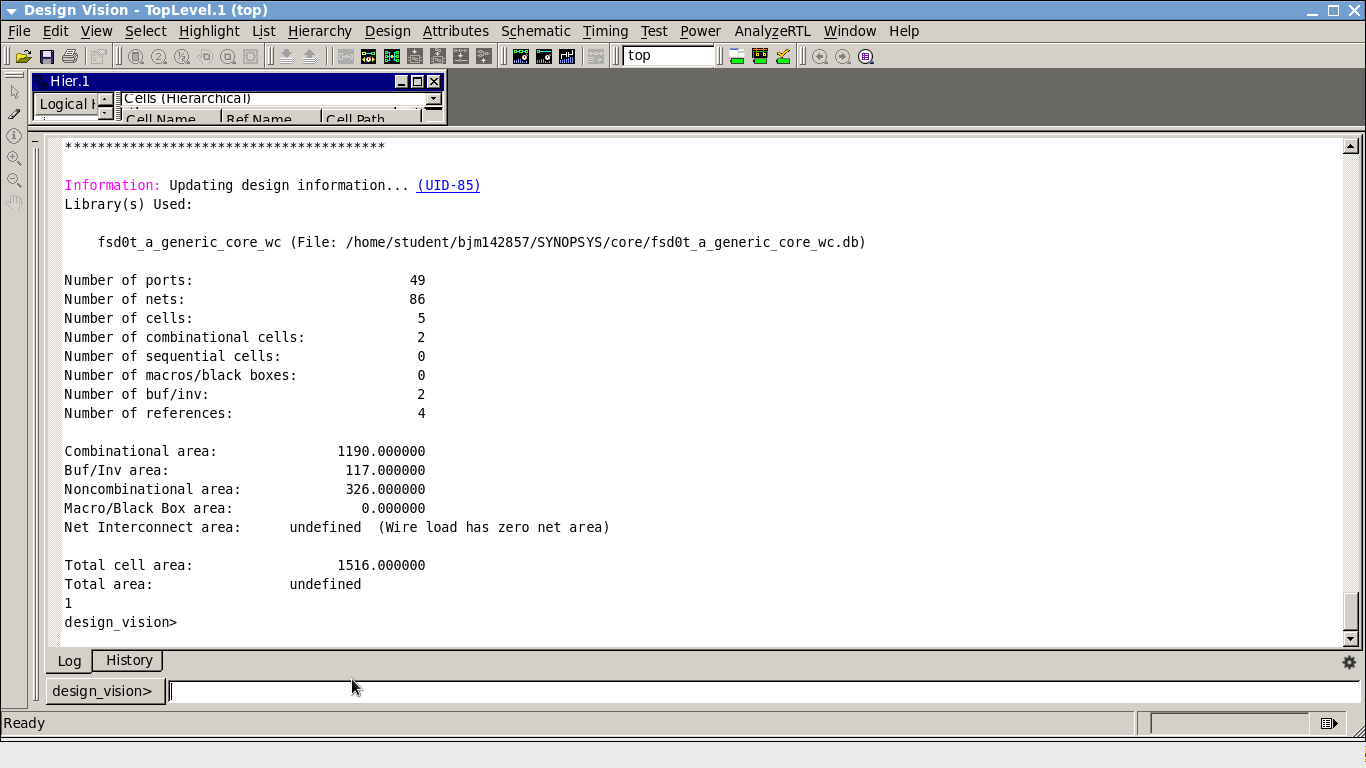 Design Vision - TopLevel.1 (top)
File Edit View Select Highlight List Hierarchy Design Attributes Schematic Timing Test Power AnalyzeRTL Window Help
top
Hier.1
Logical
Cells (Hierarchical)
Cell Name Ref Name Cell Path
****************************************
Information: Updating design information... (UID-85)
Library(s) Used:
fsd0t_a_generic_core_wc (File: /home/student/bjm142857/SYNOPSYS/core/fsd0t_a_generic_core_wc.db)
Number of ports: 49
Number of nets: 86
Number of cells: 5
Number of combinational cells: 2
Number of sequential cells: 0
Number of macros/black boxes: 0
Number of buf/inv: 2
Number of references: 4
Combinational area: 1190.000000
Buf/Inv area: 117.000000
Noncombinational area: 326.000000
Macro/Black Box area: 0.000000
Net Interconnect area: undefined (Wire load has zero net area)
Total cell area: 1516.000000
Total area: undefined
1
design_vision>
Log History
design_vision>
Ready